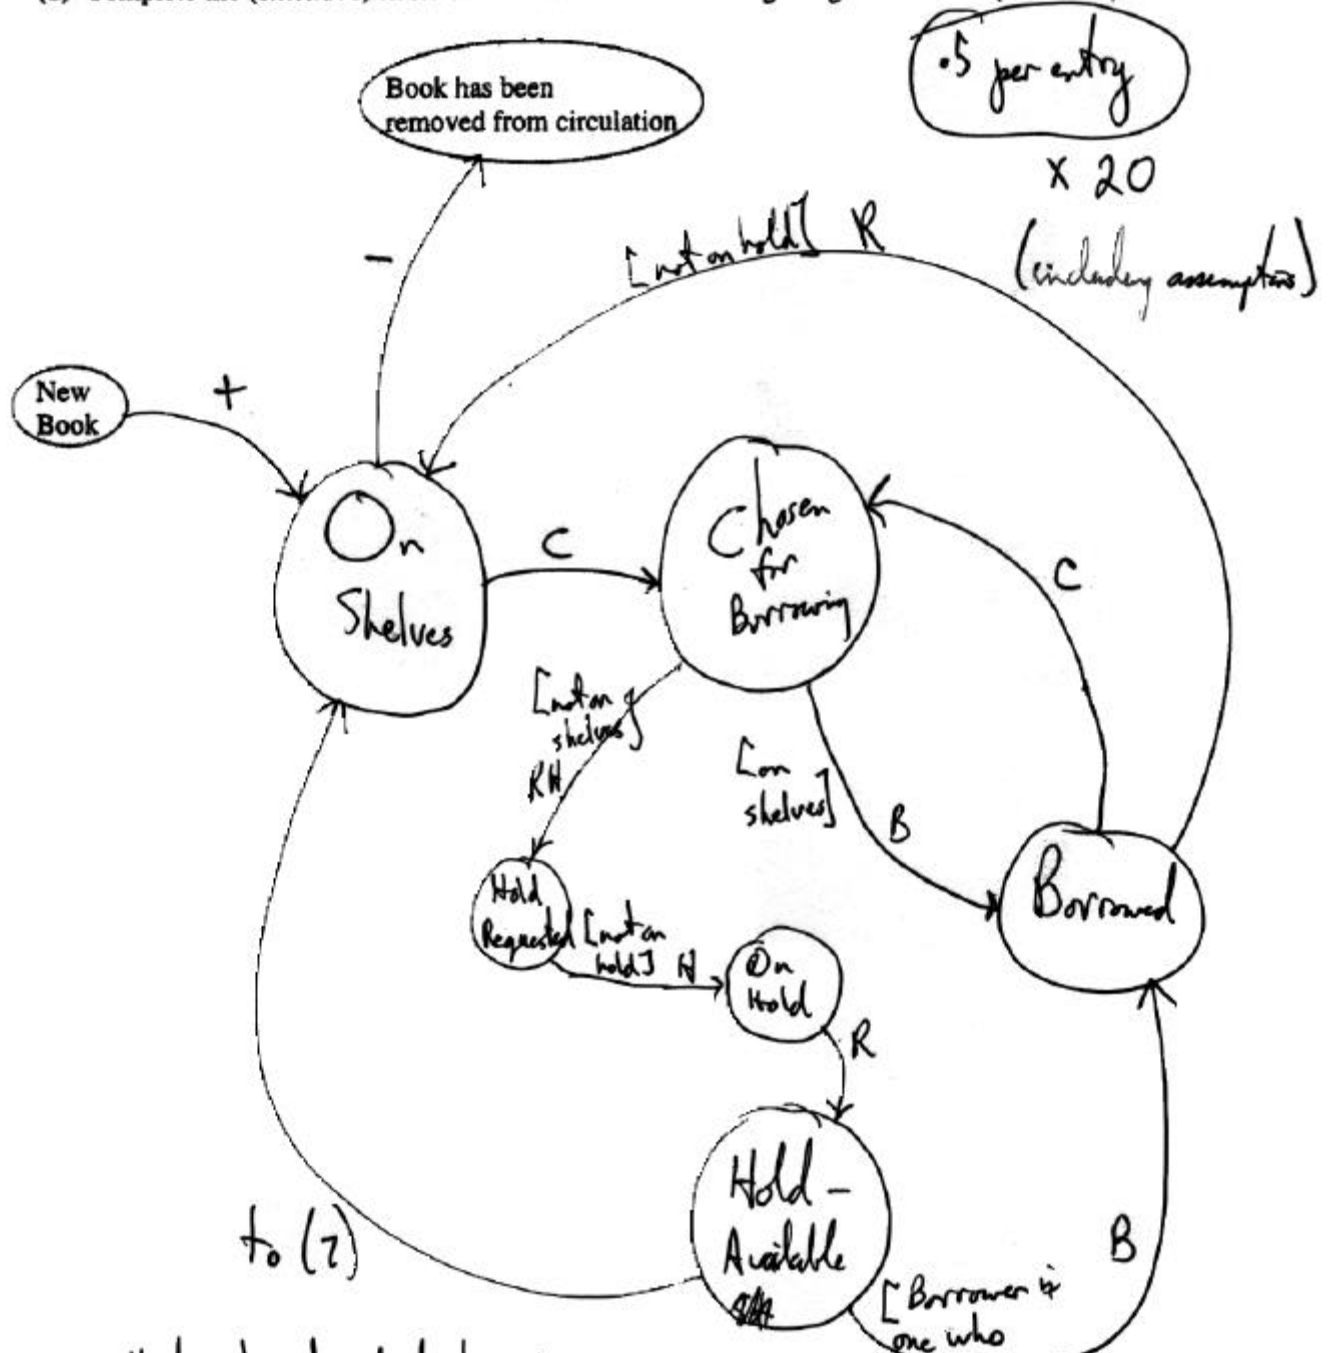 .5 per entry
x 20
(including assumptions)
Book has been
removed from circulation
-
[not on hold] R
New
Book
+
On
Shelves
C
Chosen
for
Borrowing
C
[not on
shelves]
RH
[on
shelves]
B
Borrowed
Hold
Requested
[not on
hold] H
On
Hold
R
Hold -
Available
to (7)
B
[Borrower is
one who